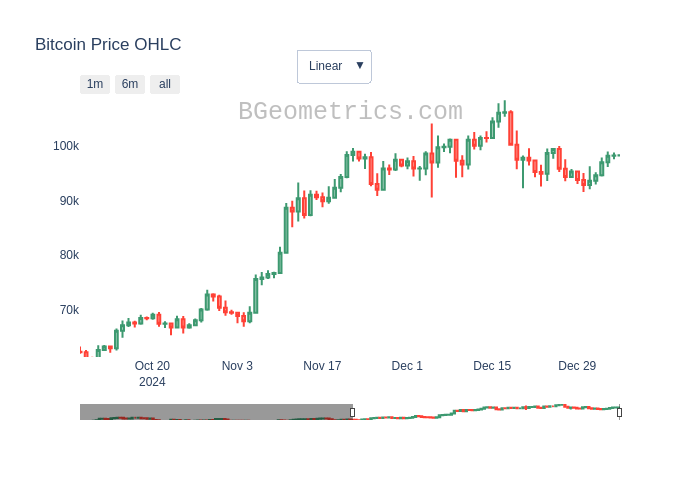 Bitcoin Price OHLC
Linear ▼
1m 6m all
BGeometrics.com
100k
90k
80k
70k
Oct 20 Nov 3 Nov 17 Dec 1 Dec 15 Dec 29
2024